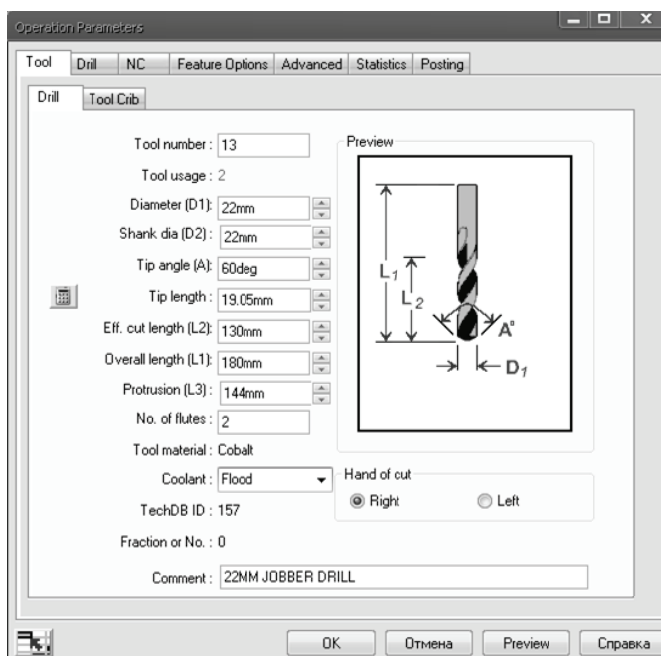 Operation Parameters
Tool Drill NC Feature Options Advanced Statistics Posting
Drill Tool Crib
Tool number : 13
Tool usage : 2
Diameter (D1): 22mm
Shank dia (D2) : 22mm
Tip angle (A): 60deg
Tip length : 19.05mm
Eff. cut length (L2): 130mm
Overall length (L1): 180mm
Protrusion (L3) : 144mm
No. of flutes : 2
Tool material : Cobalt
Coolant : Flood
TechDB ID : 157
Fraction or No. : 0
Comment : 22MM JOBBER DRILL
Preview
L1
L2
A°
D1
Hand of cut
Right Left
OK Отмена Preview Справка